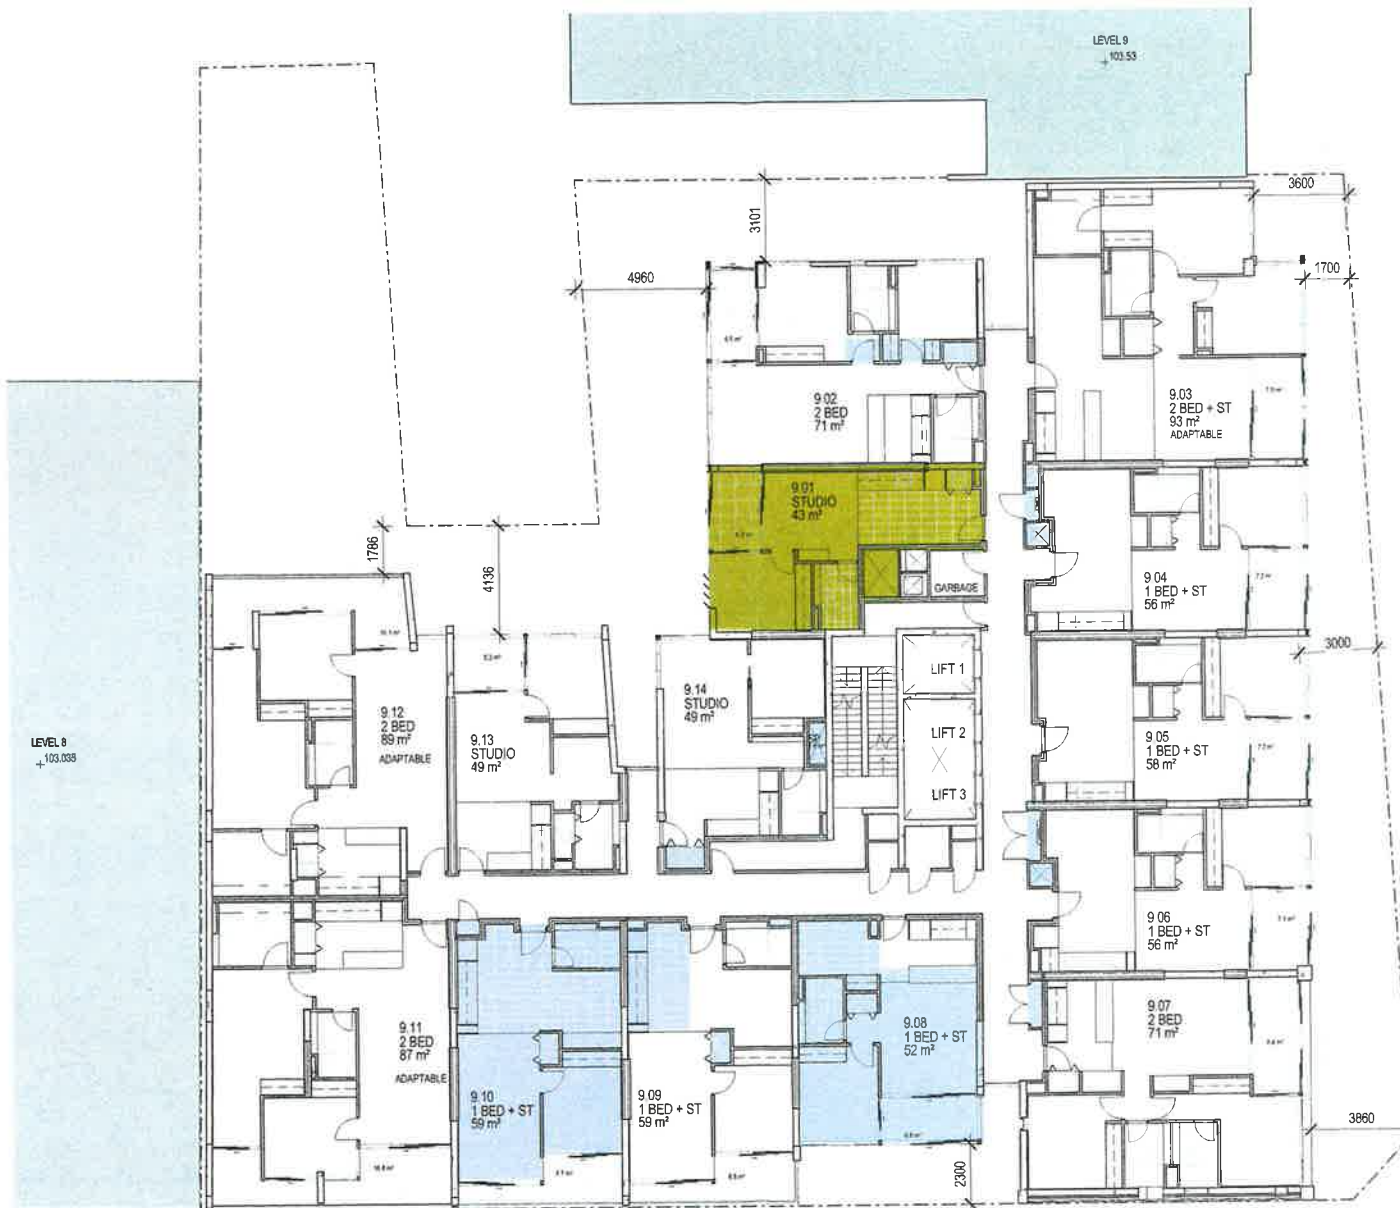 LEVEL 9
103.53
3600
3101
4960
1700
9.02
2 BED
71 m²
9.03
2 BED + ST
93 m²
ADAPTABLE
9.01
STUDIO
43 m²
1786
4136
GARBAGE
9.04
1 BED + ST
56 m²
3000
LIFT 1
9.14
STUDIO
49 m²
9.12
2 BED
89 m²
ADAPTABLE
9.13
STUDIO
49 m²
LIFT 2
LIFT 3
9.05
1 BED + ST
58 m²
LEVEL 8
103.038
9.06
1 BED + ST
56 m²
9.11
2 BED
87 m²
ADAPTABLE
9.08
1 BED + ST
52 m²
9.07
2 BED
71 m²
9.10
1 BED + ST
59 m²
9.09
1 BED + ST
59 m²
3860
2300